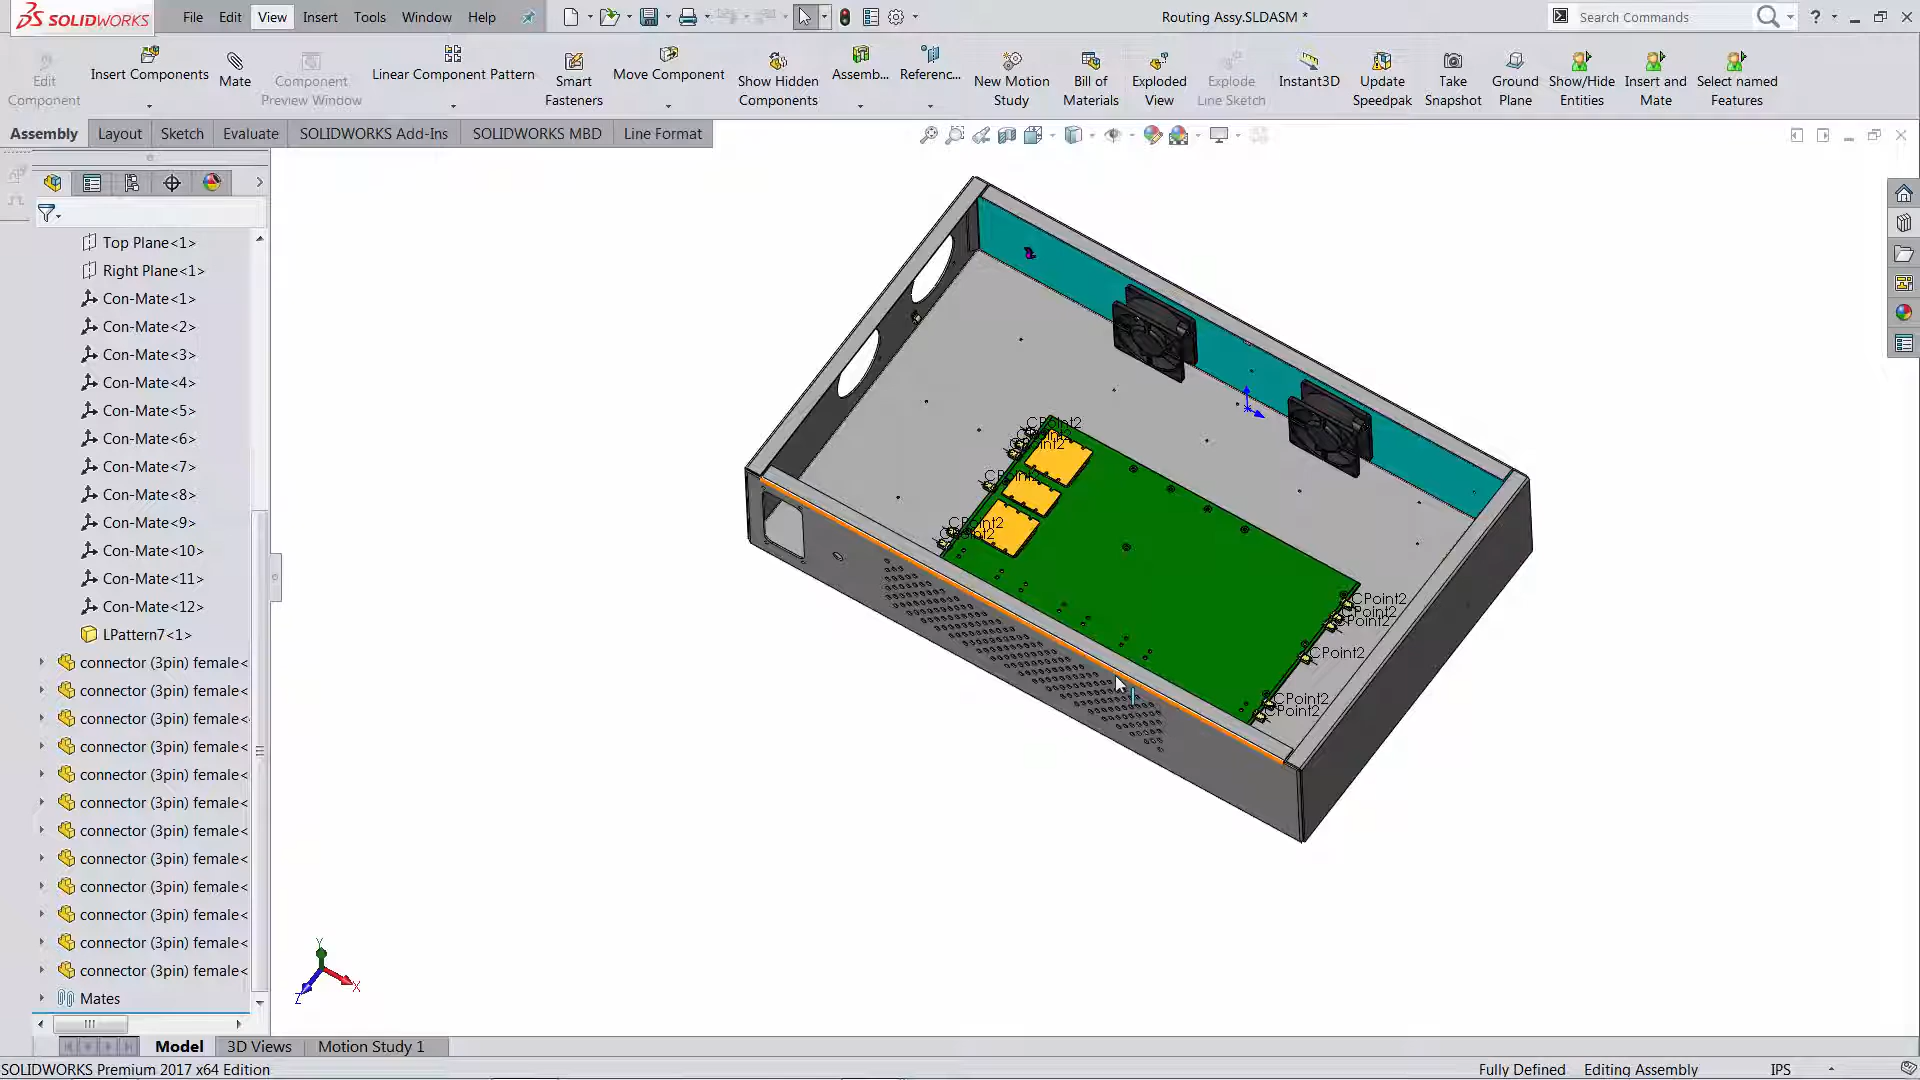 SOLIDWORKS File Edit View Insert Tools Window Help Routing Assy.SLDASM * Search Commands ?
Edit Component
Insert Components
Mate
Component Preview Window
Linear Component Pattern
Smart Fasteners
Move Component
Show Hidden Components
Assemb...
Referenc...
New Motion Study
Bill of Materials
Exploded View
Explode Line Sketch
Instant3D
Update Speedpak
Take Snapshot
Ground Plane
Show/Hide Entities
Insert and Mate
Select named Features
Assembly Layout Sketch Evaluate SOLIDWORKS Add-Ins SOLIDWORKS MBD Line Format
Top Plane<1>
Right Plane<1>
Con-Mate<1>
Con-Mate<2>
Con-Mate<3>
Con-Mate<4>
Con-Mate<5>
Con-Mate<6>
Con-Mate<7>
Con-Mate<8>
Con-Mate<9>
Con-Mate<10>
Con-Mate<11>
Con-Mate<12>
LPattern7<1>
connector (3pin) female<
connector (3pin) female<
connector (3pin) female<
connector (3pin) female<
connector (3pin) female<
connector (3pin) female<
connector (3pin) female<
connector (3pin) female<
connector (3pin) female<
connector (3pin) female<
connector (3pin) female<
connector (3pin) female<
Mates
CPoint2
CPoint2
CPoint2
CPoint2
CPoint2
CPoint2
CPoint2
CPoint2
Y
X
Z
Model 3D Views Motion Study 1
SOLIDWORKS Premium 2017 x64 Edition Fully Defined Editing Assembly IPS